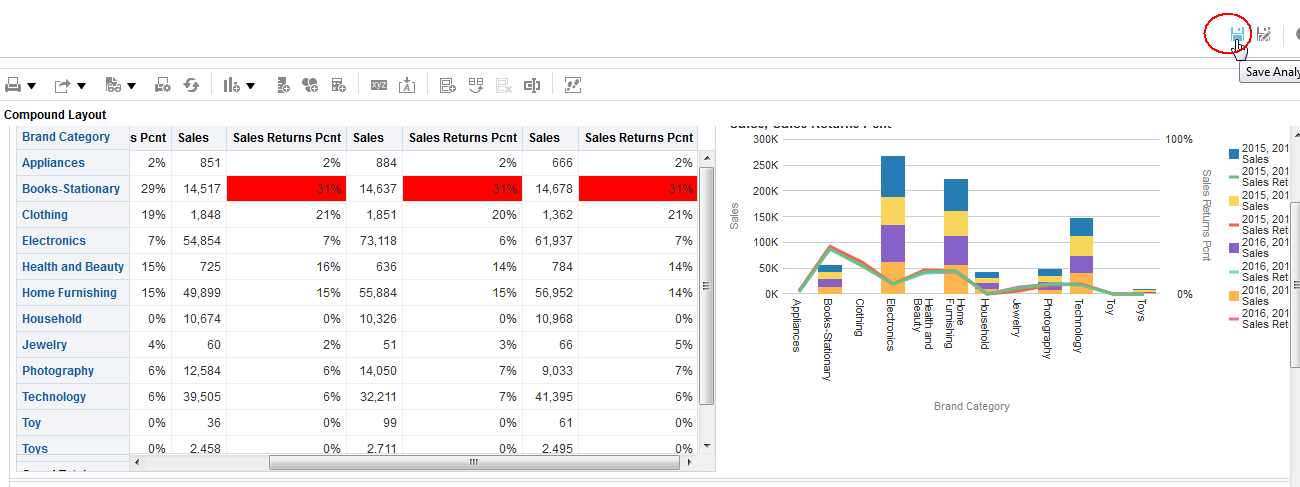 Save Analy
xyz
Compound Layout
Brand Category s Pcnt Sales Sales Returns Pcnt Sales Sales Returns Pcnt Sales Sales Returns Pcnt
Appliances 2% 851 2% 884 2% 666 2%
Books-Stationary 29% 14,517 31% 14,637 31% 14,678 31%
Clothing 19% 1,848 21% 1,851 20% 1,362 21%
Electronics 7% 54,854 7% 73,118 6% 61,937 7%
Health and Beauty 15% 725 16% 636 14% 784 14%
Home Furnishing 15% 49,899 15% 55,884 15% 56,952 14%
Household 0% 10,674 0% 10,326 0% 10,968 0%
Jewelry 4% 60 2% 51 3% 66 5%
Photography 6% 12,584 6% 14,050 7% 9,033 7%
Technology 6% 39,505 6% 32,211 7% 41,395 6%
Toy 0% 36 0% 99 0% 61 0%
Toys 0% 2,458 0% 2,711 0% 2,495 0%
Sales, Sales Returns Pcnt
300K
250K
200K
150K
100K
50K
0K
Sales
100%
0%
Sales Returns Pcnt
Appliances
Books-Stationary
Clothing
Electronics
Health and
Beauty
Home
Furnishing
Household
Jewelry
Photography
Technology
Toy
Toys
Brand Category
2015, 201
Sales
2015, 201
Sales Ret
2015, 201
Sales
2015, 201
Sales Ret
2016, 201
Sales
2016, 201
Sales Ret
2016, 201
Sales
2016, 201
Sales Ret